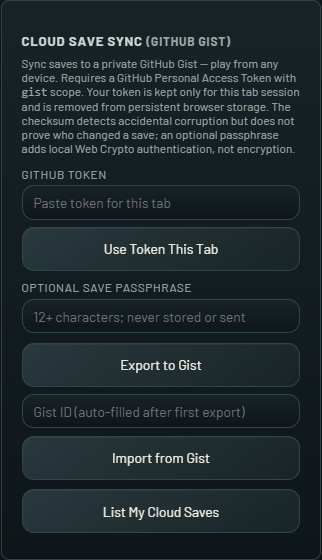 CLOUD SAVE SYNC (GITHUB GIST)
Sync saves to a private GitHub Gist — play from any
device. Requires a GitHub Personal Access Token with
gist scope. Your token is kept only for this tab session
and is removed from persistent browser storage. The
checksum detects accidental corruption but does not
prove who changed a save; an optional passphrase
adds local Web Crypto authentication, not encryption.
GITHUB TOKEN
Paste token for this tab
Use Token This Tab
OPTIONAL SAVE PASSPHRASE
12+ characters; never stored or sent
Export to Gist
Gist ID (auto-filled after first export)
Import from Gist
List My Cloud Saves